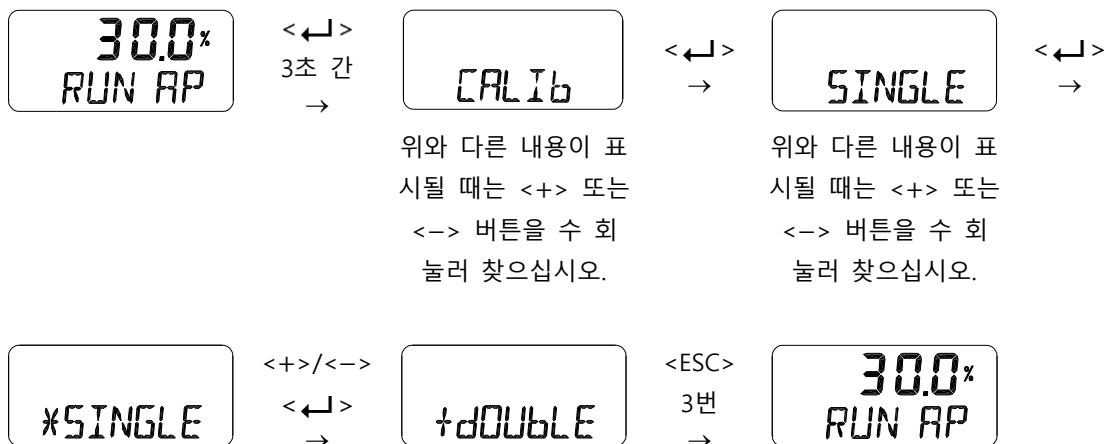 30.0%
RUN AP
<↵>
3초 간
→
CALIb
<↵>
→
SINGLE
<↵>
→
위와 다른 내용이 표
시될 때는 <+> 또는
<−> 버튼을 수 회
눌러 찾으십시오.
위와 다른 내용이 표
시될 때는 <+> 또는
<−> 버튼을 수 회
눌러 찾으십시오.
*SINGLE
<+>/<−>
<↵>
→
+dOUbLE
<ESC>
3번
→
30.0%
RUN AP